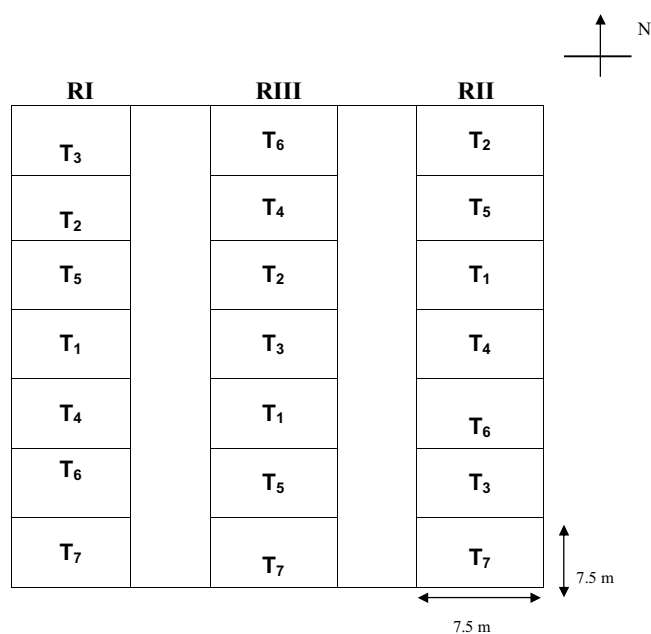 N
RI RIII RII
T₃ T₆ T₂
T₂ T₄ T₅
T₅ T₂ T₁
T₁ T₃ T₄
T₄ T₁ T₆
T₆ T₅ T₃
T₇ T₇ T₇
7.5 m
7.5 m